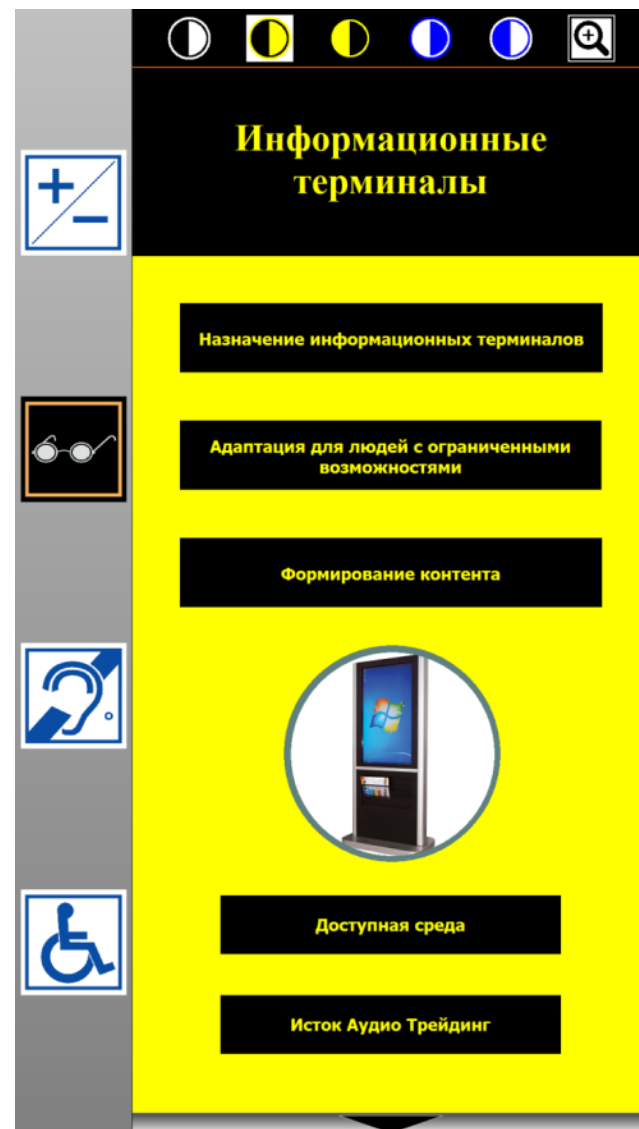 Информационные
терминалы
Назначение информационных терминалов
Адаптация для людей с ограниченными
возможностями
Формирование контента
Доступная среда
Исток Аудио Трейдинг